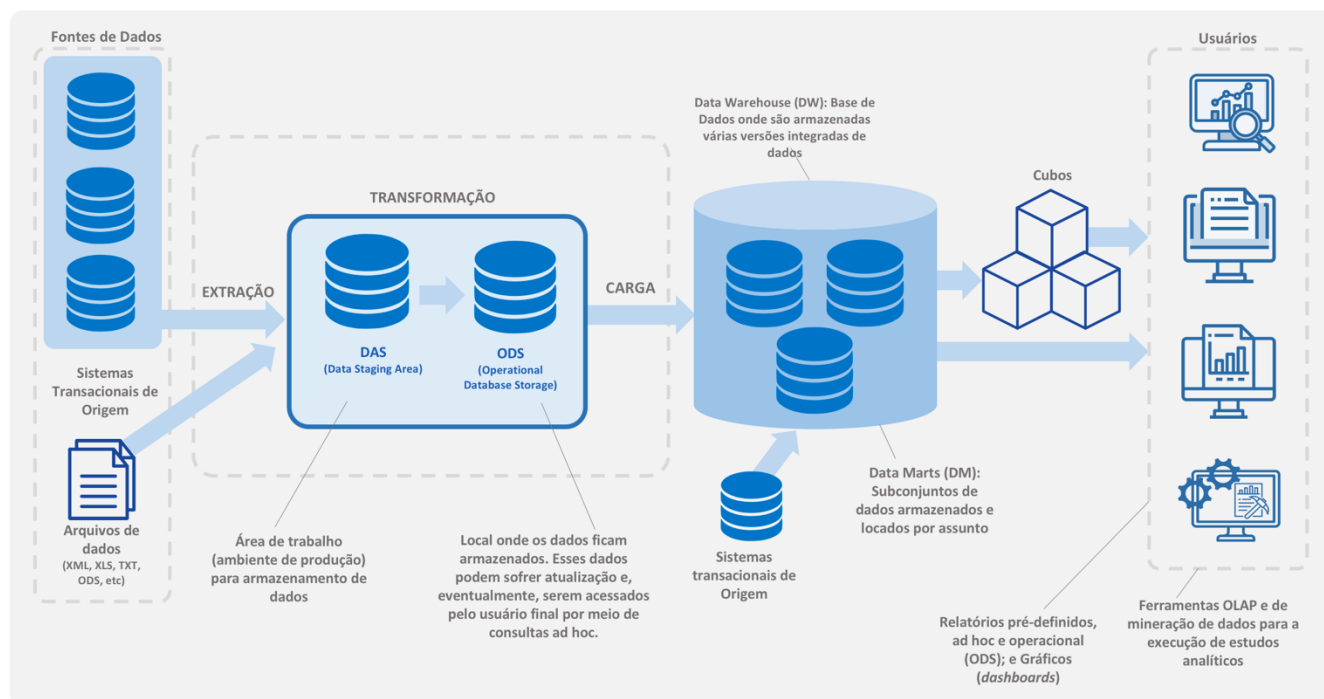 Fontes de Dados
Sistemas
Transacionais de
Origem
Arquivos de
dados
(XML, XLS, TXT,
ODS, etc)
EXTRAÇÃO
TRANSFORMAÇÃO
DAS
(Data Staging Area)
ODS
(Operational
Database Storage)
CARGA
Área de trabalho
(ambiente de produção)
para armazenamento de
dados
Local onde os dados ficam
armazenados. Esses dados
podem sofrer atualização e,
eventualmente, serem acessados
pelo usuário final por meio de
consultas ad hoc.
Data Warehouse (DW): Base de
Dados onde são armazenadas
várias versões integradas de
dados
Sistemas
transacionais de
Origem
Data Marts (DM):
Subconjuntos de
dados armazenados e
locados por assunto
Cubos
Usuários
Relatórios pré-definidos,
ad hoc e operacional
(ODS); e Gráficos
(dashboards)
Ferramentas OLAP e de
mineração de dados para a
execução de estudos
analíticos